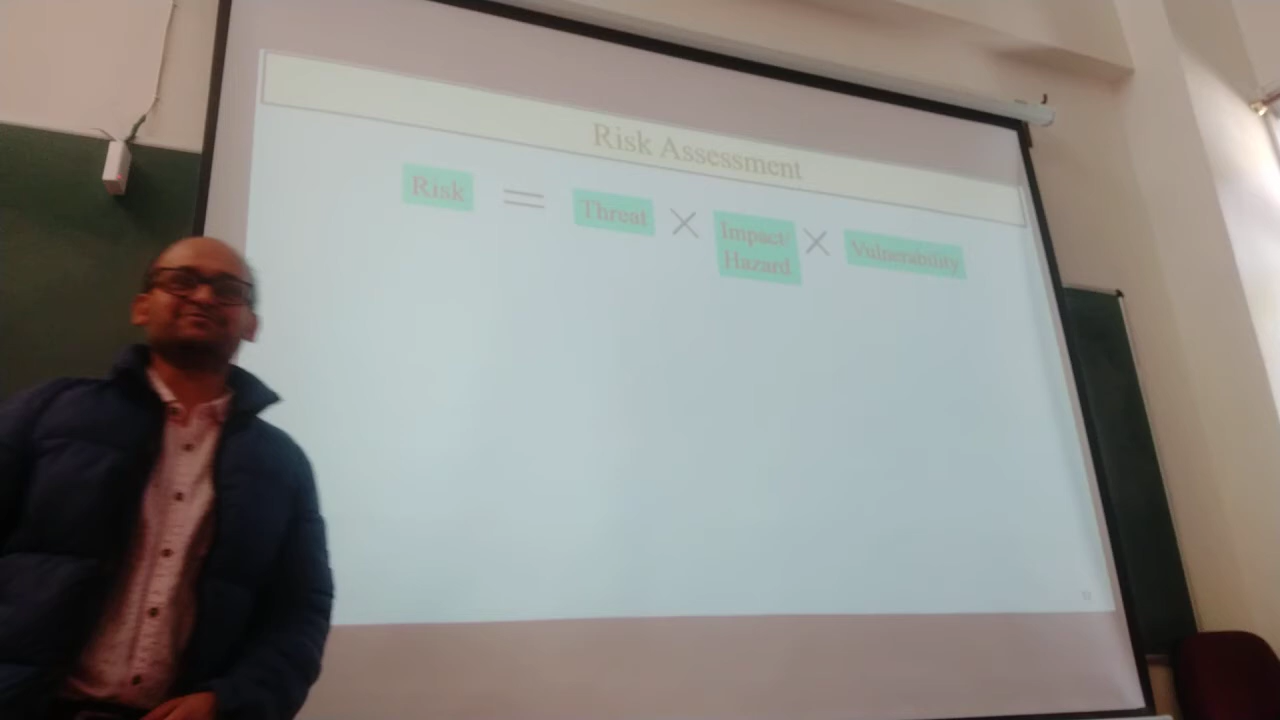 Risk Assessment
Risk = Threat × Impact/ × Vulnerability
Hazard